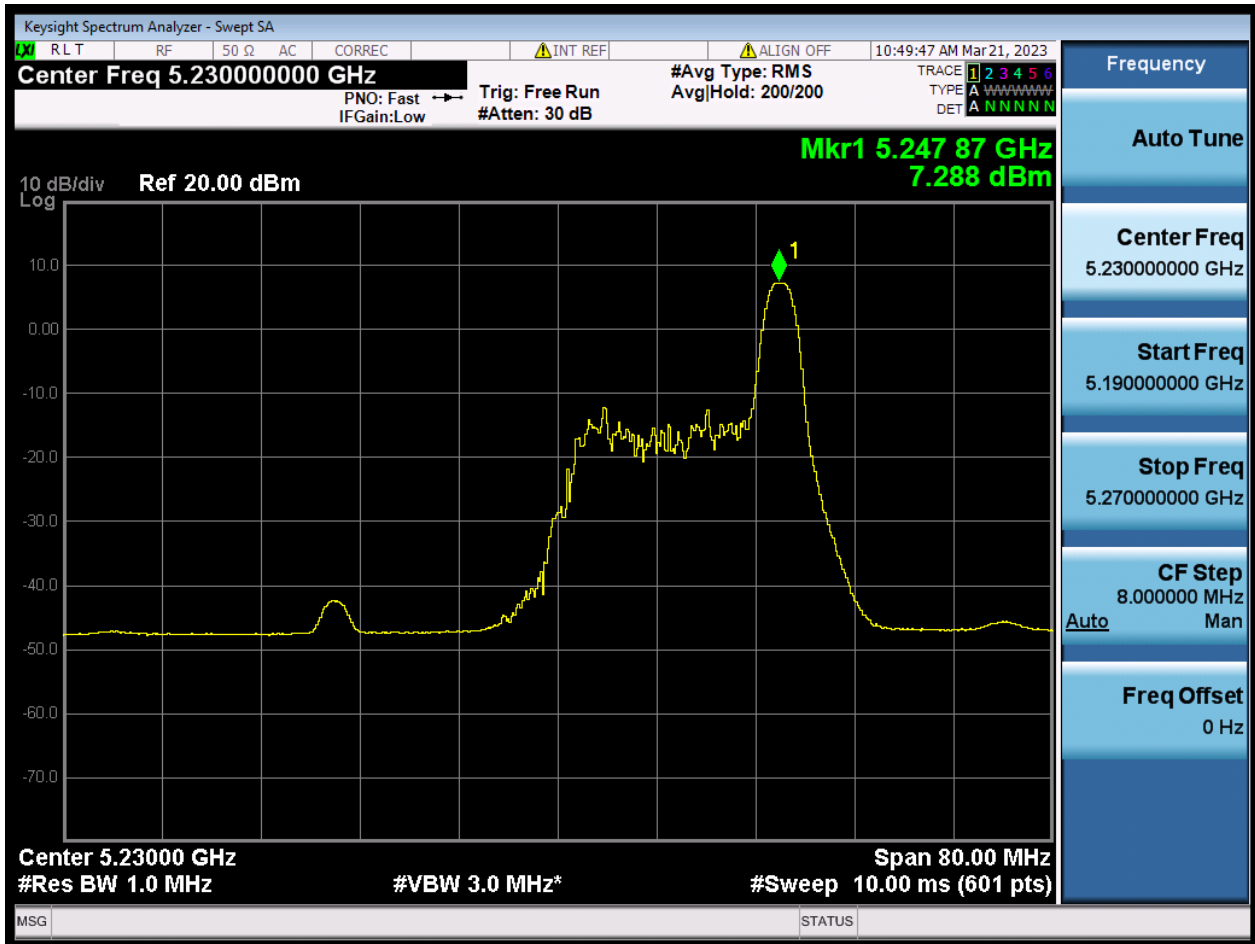 Keysight Spectrum Analyzer - Swept SA
LXI RLT RF 50 Ω AC CORREC INT REF ALIGN OFF 10:49:47 AM Mar 21, 2023
Center Freq 5.230000000 GHz
PNO: Fast
IFGain:Low
Trig: Free Run
#Atten: 30 dB
#Avg Type: RMS
Avg|Hold: 200/200
TRACE 1 2 3 4 5 6
TYPE A WWWWW
DET A N N N N N
Mkr1 5.247 87 GHz
7.288 dBm
10 dB/div Ref 20.00 dBm
Log
1
10.0
0.00
-10.0
-20.0
-30.0
-40.0
-50.0
-60.0
-70.0
Center 5.23000 GHz Span 80.00 MHz
#Res BW 1.0 MHz #VBW 3.0 MHz* #Sweep 10.00 ms (601 pts)
MSG STATUS
Frequency
Auto Tune
Center Freq
5.230000000 GHz
Start Freq
5.190000000 GHz
Stop Freq
5.270000000 GHz
CF Step
8.000000 MHz
Auto Man
Freq Offset
0 Hz